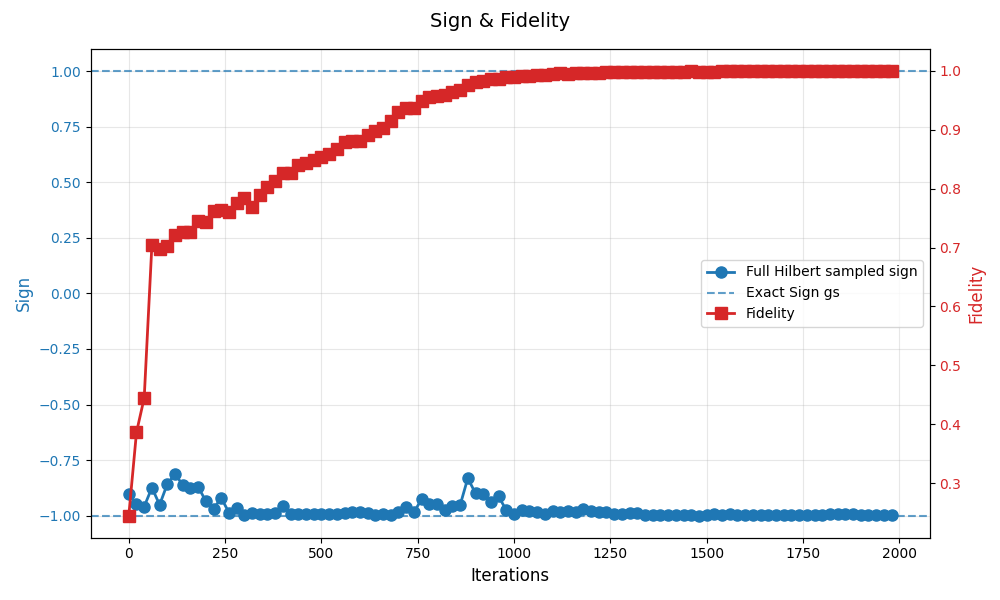 Sign & Fidelity
1.00
0.75
0.50
0.25
0.00
−0.25
−0.50
−0.75
−1.00
Sign
1.0
0.9
0.8
0.7
0.6
0.5
0.4
0.3
Fidelity
Full Hilbert sampled sign
Exact Sign gs
Fidelity
0 250 500 750 1000 1250 1500 1750 2000
Iterations